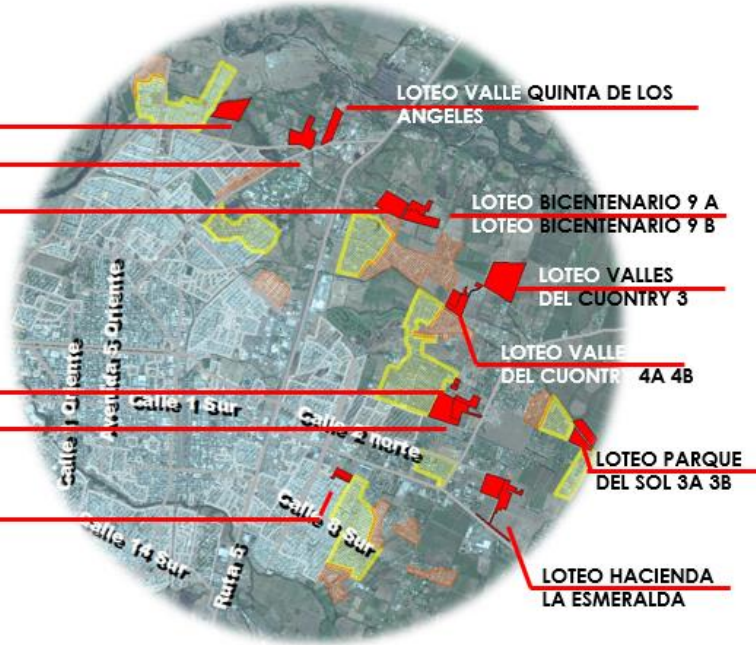 LOTEO VALLE QUINTA DE LOS
ANGELES
LOTEO BICENTENARIO 9 A
LOTEO BICENTENARIO 9 B
LOTEO VALLES
DEL CUONTRY 3
LOTEO VALLE
DEL CUONTRY 4A 4B
LOTEO PARQUE
DEL SOL 3A 3B
LOTEO HACIENDA
LA ESMERALDA
Avenida 5 Oriente
Oriente
Calle 1 Sur
Calle 2 norte
Calle 8 Sur
Calle 14 Sur
Ruta 5